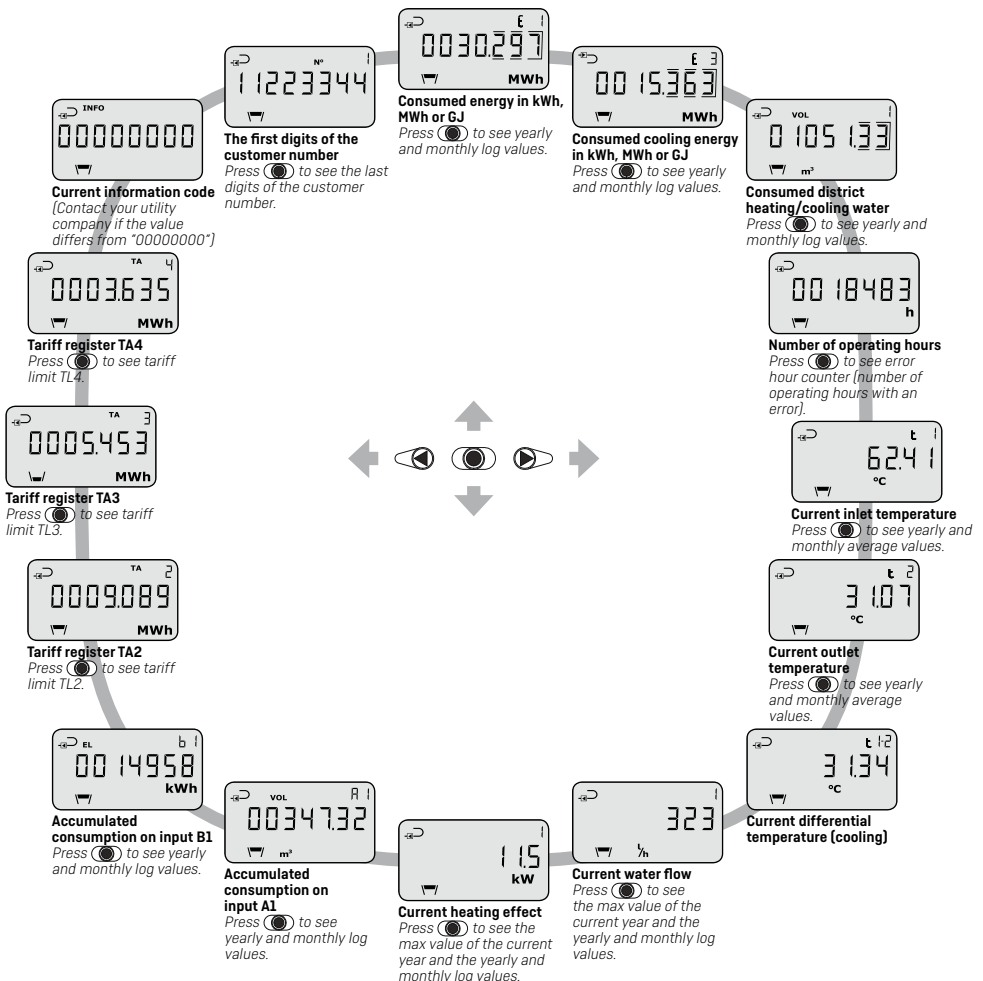 E 1
0030.297
MWh
Consumed energy in kWh,
MWh or GJ
Press to see yearly
and monthly log values.
E 3
0015.363
MWh
Consumed cooling energy
in kWh, MWh or GJ
Press to see yearly
and monthly log values.
VOL 1
01051.33
m³
Consumed district
heating/cooling water
Press to see yearly and
monthly log values.
0018483
h
Number of operating hours
Press to see error
hour counter (number of
operating hours with an
error).
t 1
62.41
°C
Current inlet temperature
Press to see yearly and
monthly average values.
t 2
31.07
°C
Current outlet
temperature
Press to see yearly
and monthly average
values.
t 1-2
31.34
°C
Current differential
temperature (cooling)
1
323
l/h
Current water flow
Press to see
the max value of the
current year and the
yearly and monthly log
values.
1
11.5
kW
Current heating effect
Press to see the
max value of the current
year and the yearly and
monthly log values.
VOL A1
00347.32
m³
Accumulated
consumption on
input A1
Press to see
yearly and monthly log
values.
EL b1
0014958
kWh
Accumulated
consumption on input B1
Press to see yearly
and monthly log values.
TA 2
0009.089
MWh
Tariff register TA2
Press to see tariff
limit TL2.
TA 3
0005.453
MWh
Tariff register TA3
Press to see tariff
limit TL3.
TA 4
0003.635
MWh
Tariff register TA4
Press to see tariff
limit TL4.
INFO
00000000
Current information code
(Contact your utility
company if the value
differs from "00000000")
N° 1
11223344
The first digits of the
customer number
Press to see the last
digits of the customer
number.